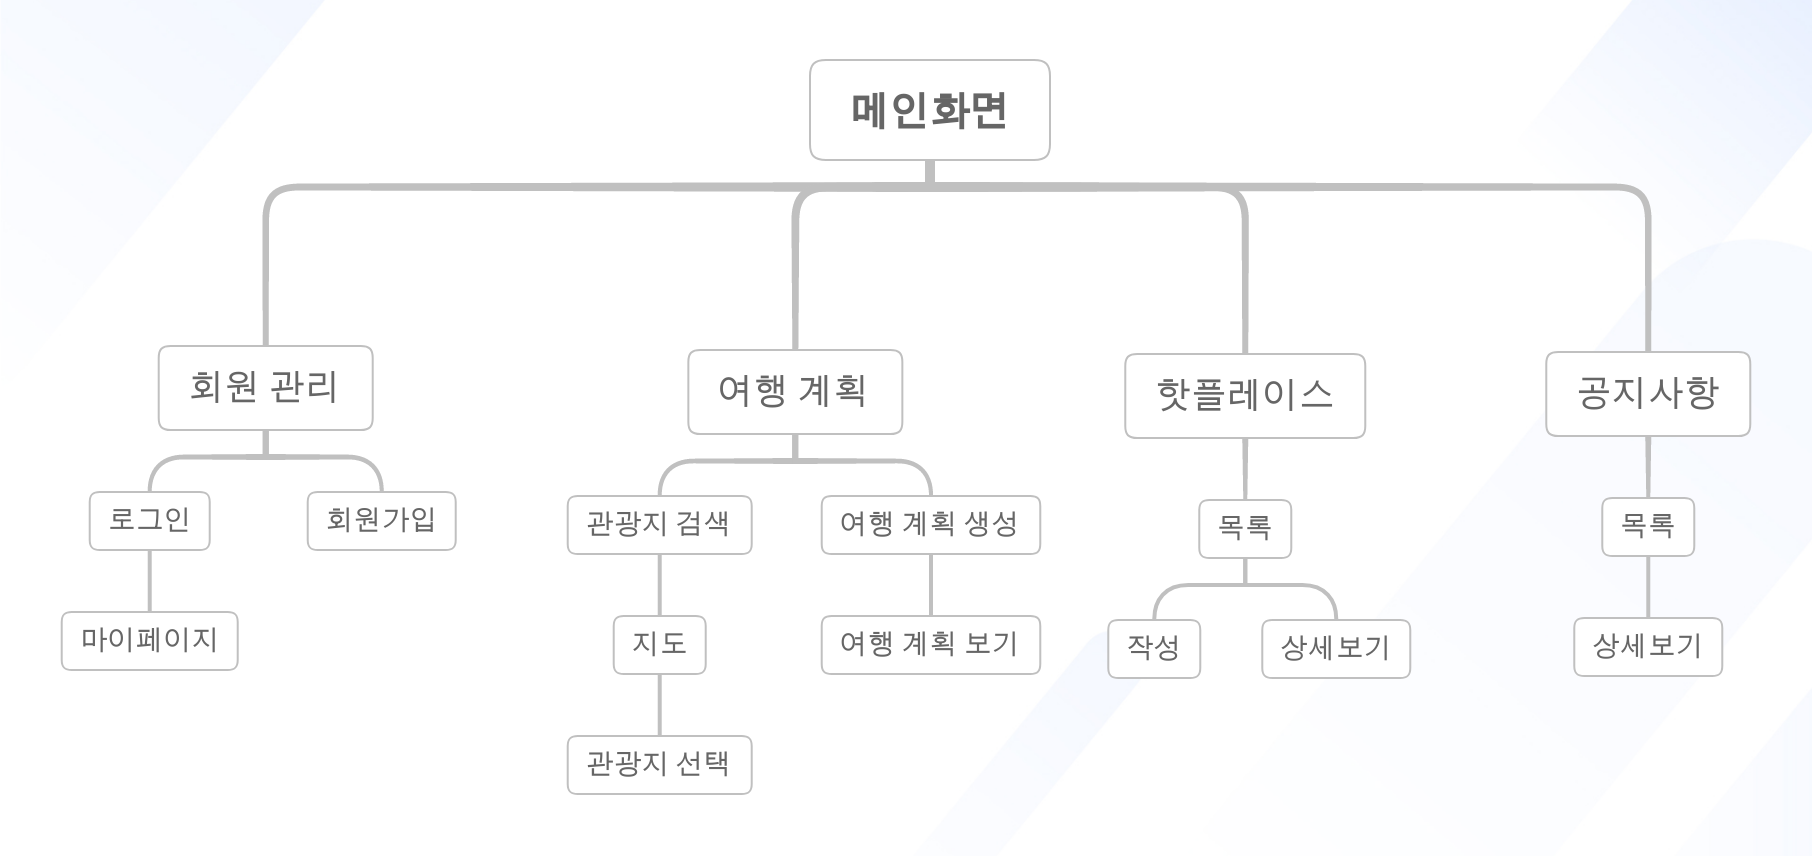 메인화면
회원 관리
여행 계획
핫플레이스
공지사항
로그인
회원가입
관광지 검색
여행 계획 생성
목록
목록
마이페이지
지도
여행 계획 보기
작성
상세보기
상세보기
관광지 선택